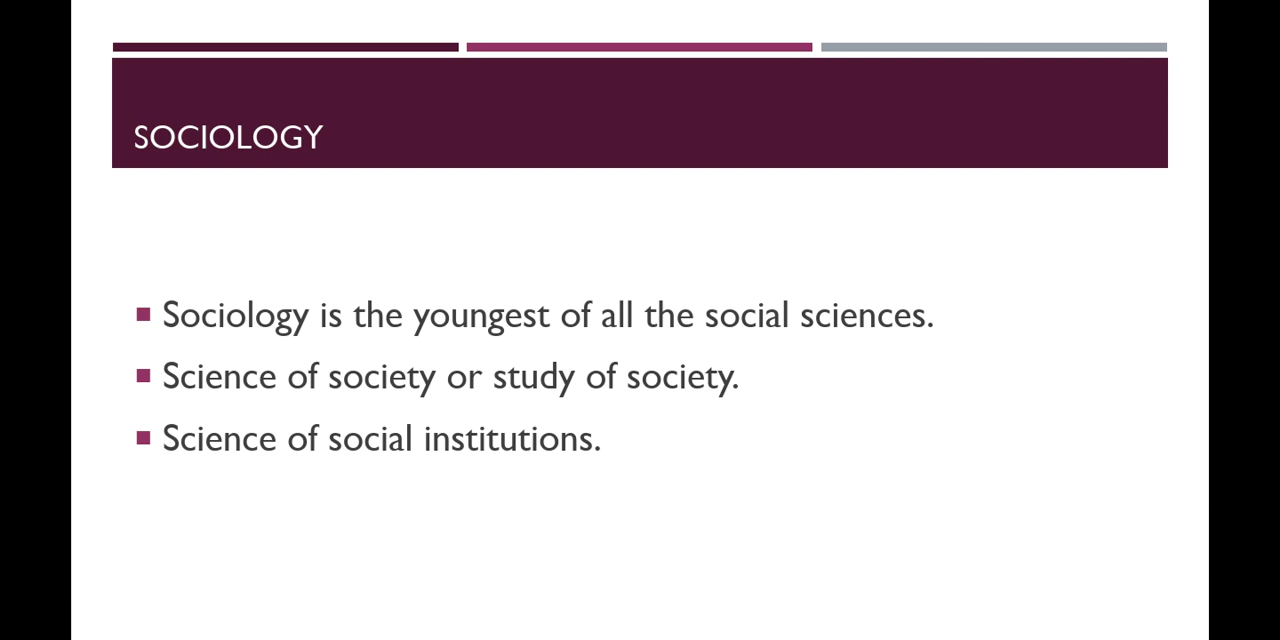 SOCIOLOGY
Sociology is the youngest of all the social sciences.
Science of society or study of society.
Science of social institutions.